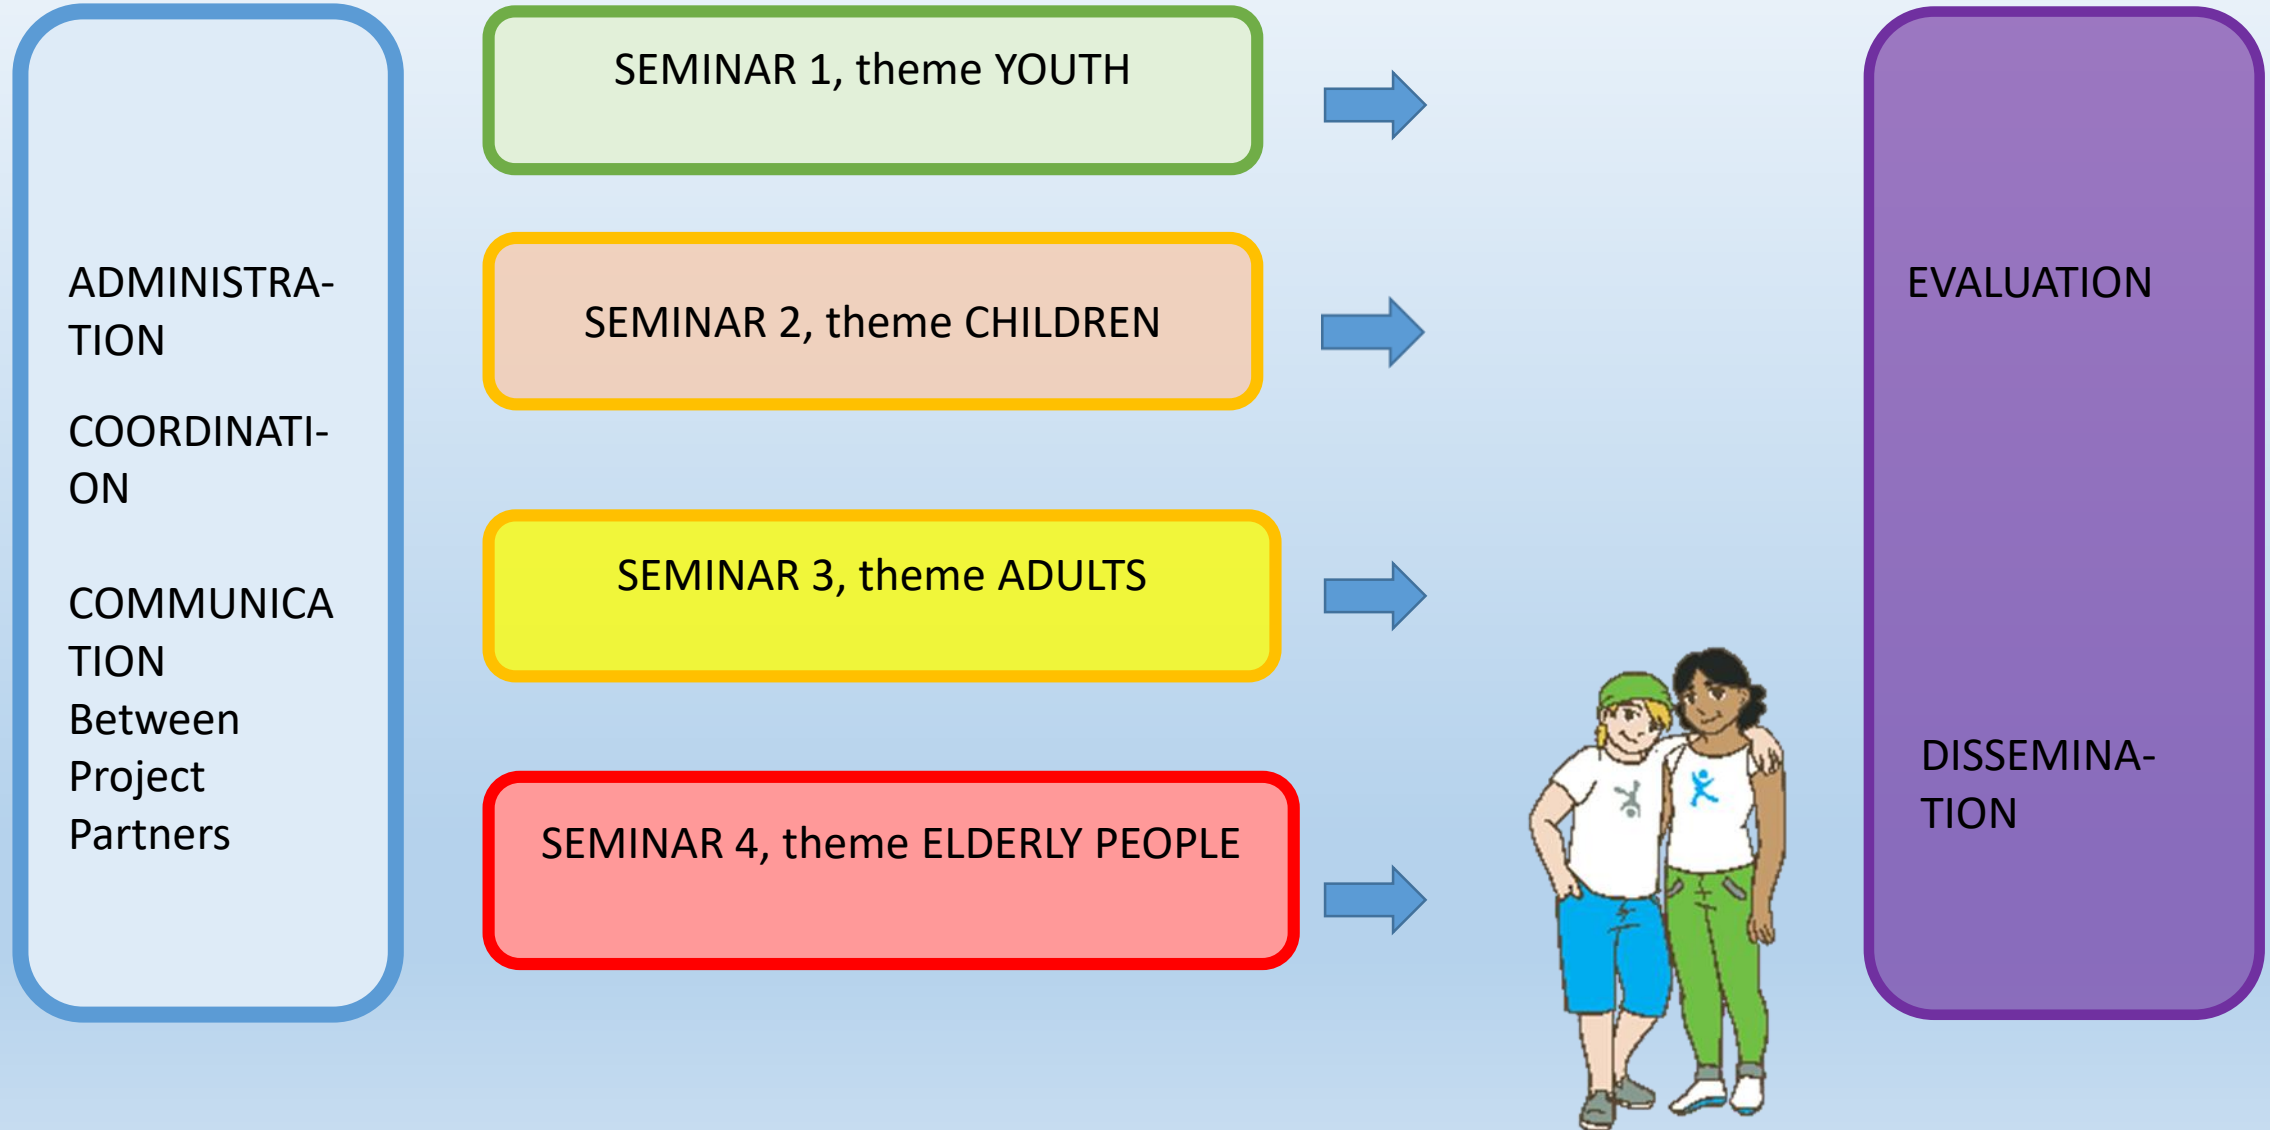 ADMINISTRA-
TION
COORDINATI-
ON
COMMUNICA
TION
Between
Project
Partners
SEMINAR 1, theme YOUTH
SEMINAR 2, theme CHILDREN
SEMINAR 3, theme ADULTS
SEMINAR 4, theme ELDERLY PEOPLE
EVALUATION
DISSEMINA-
TION